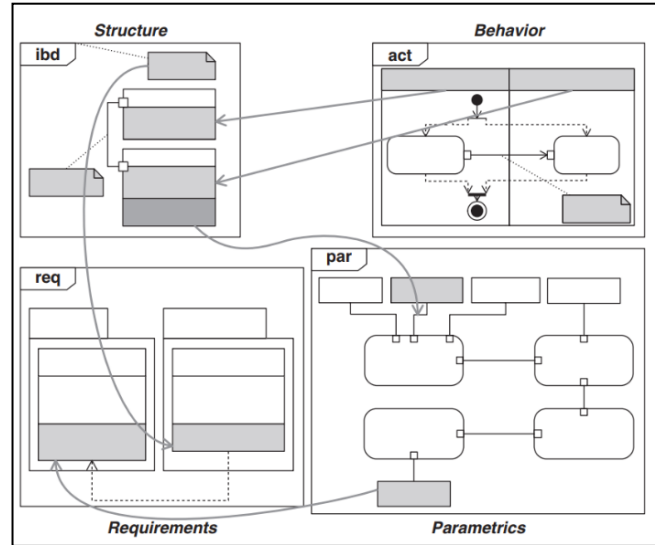 Structure
Behavior
ibd
act
req
par
Requirements
Parametrics